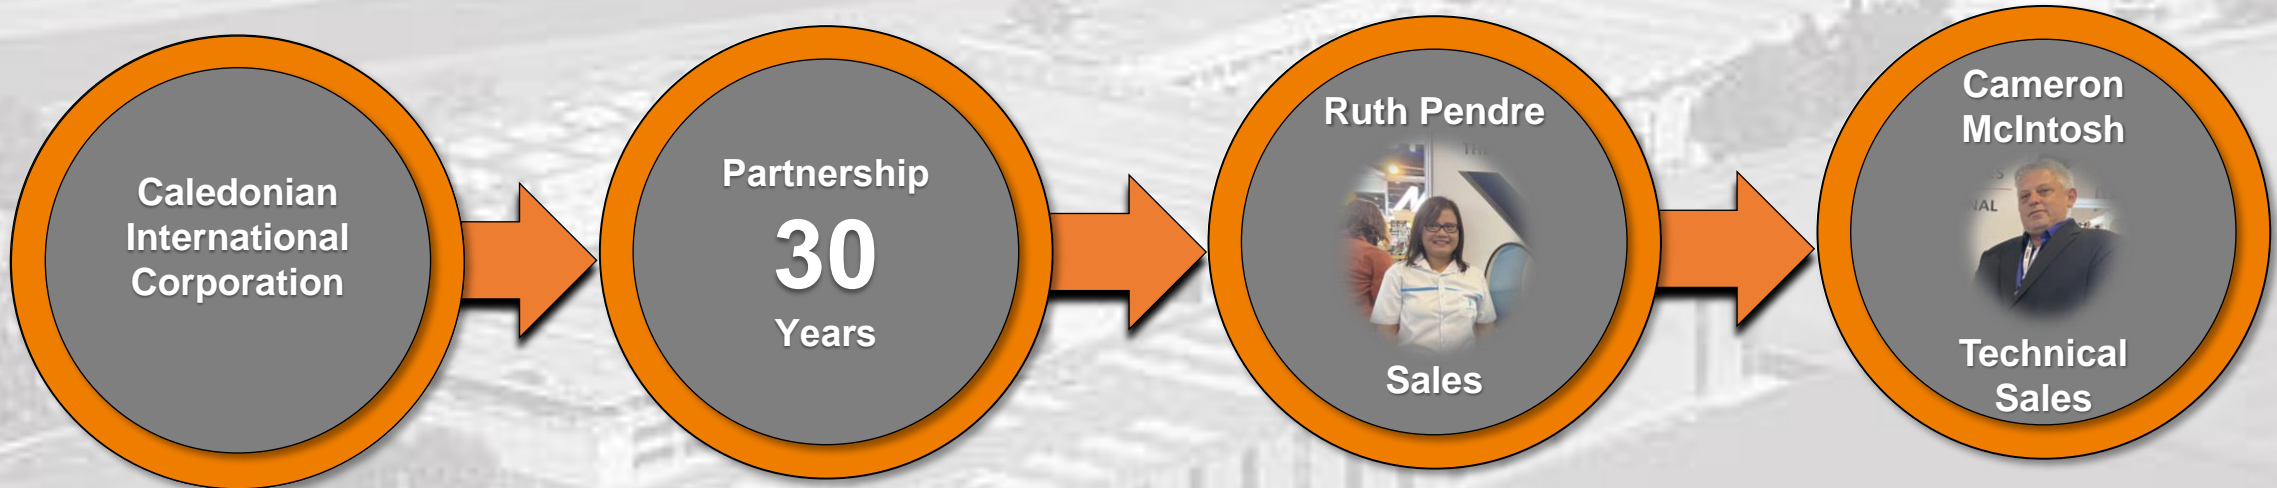 Caledonian
International
Corporation
Partnership
30
Years
Ruth Pendre
Sales
Cameron
McIntosh
Technical
Sales